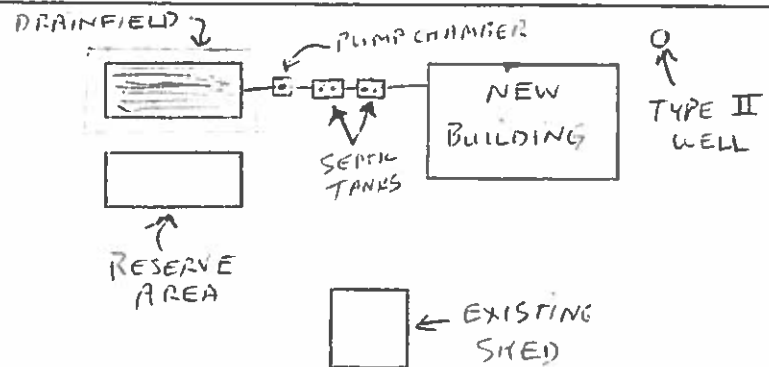 DRAINFIELD
PUMP CHAMBER
NEW
BUILDING
TYPE II
WELL
SEPTIC
TANKS
RESERVE
AREA
EXISTING
SHED